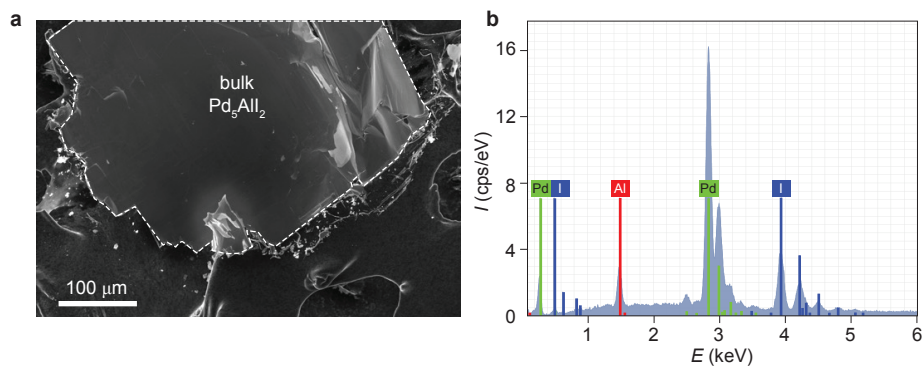 a
bulk
Pd₅AlI₂
100 μm
b
I (cps/eV)
16
12
8
4
0
Pd
I
Al
Pd
I
1
2
3
4
5
6
E (keV)